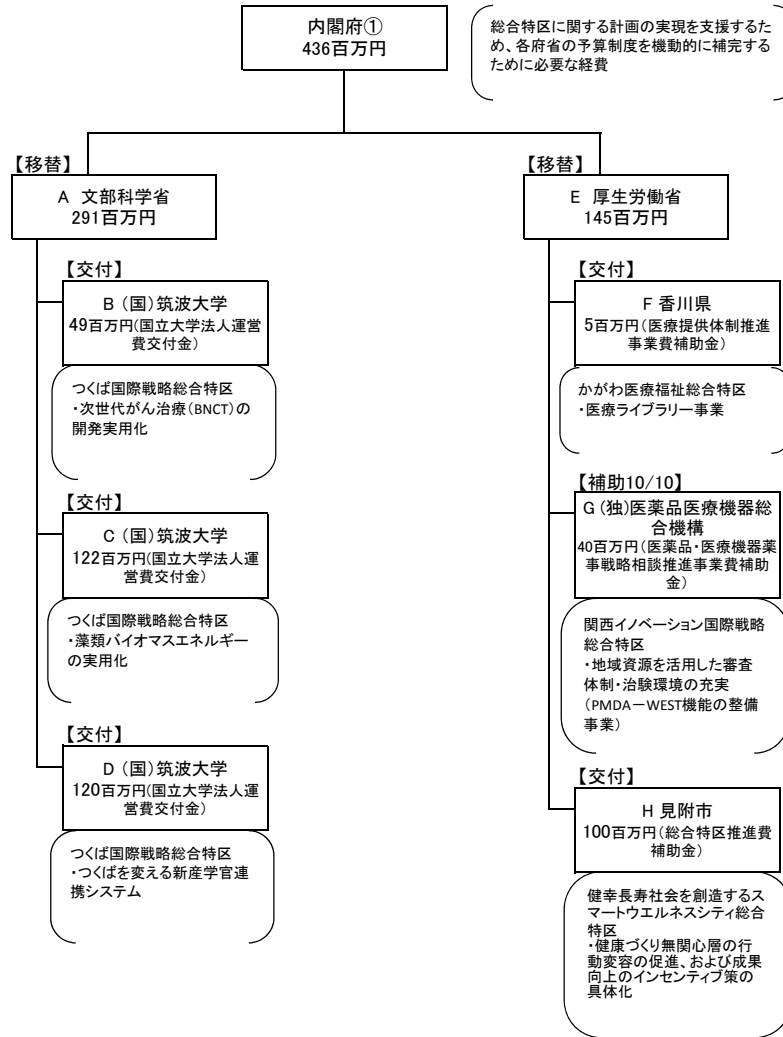 内閣府①
436百万円
総合特区に関する計画の実現を支援するた
め、各府省の予算制度を機動的に補完する
ために必要な経費
【移替】
A 文部科学省
291百万円
【交付】
B (国)筑波大学
49百万円(国立大学法人運営
費交付金)
つくば国際戦略総合特区
・次世代がん治療(BNCT)の
開発実用化
【交付】
C (国)筑波大学
122百万円(国立大学法人運
営費交付金)
つくば国際戦略総合特区
・藻類バイオマスエネルギー
の実用化
【交付】
D (国)筑波大学
120百万円(国立大学法人運
営費交付金)
つくば国際戦略総合特区
・つくばを変える新産学官連
携システム
【移替】
E 厚生労働省
145百万円
【交付】
F 香川県
5百万円(医療提供体制推進
事業費補助金)
かがわ医療福祉総合特区
・医療ライブラリー事業
【補助10/10】
G (独)医薬品医療機器総
合機構
40百万円(医薬品・医療機器薬
事戦略相談推進事業費補助
金)
関西イノベーション国際戦略
総合特区
・地域資源を活用した審査
体制・治験環境の充実
(PMDA－WEST機能の整備
事業)
【交付】
H 見附市
100百万円(総合特区推進費
補助金)
健幸長寿社会を創造するス
マートウエルネスシティ総合
特区
・健康づくり無関心層の行
動変容の促進、および成果
向上のインセンティブ策の
具体化